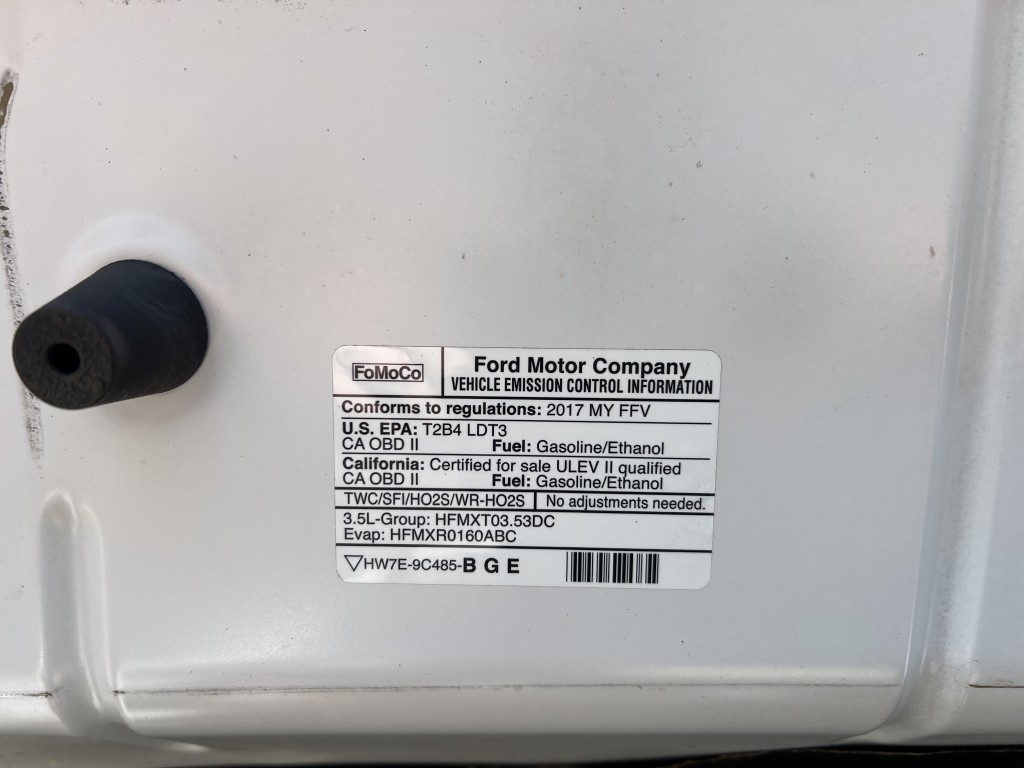 FoMoCo
Ford Motor Company
VEHICLE EMISSION CONTROL INFORMATION
Conforms to regulations: 2017 MY FFV
U.S. EPA: T2B4 LDT3
CA OBD II Fuel: Gasoline/Ethanol
California: Certified for sale ULEV II qualified
CA OBD II Fuel: Gasoline/Ethanol
TWC/SFI/HO2S/WR-HO2S No adjustments needed.
3.5L-Group: HFMXT03.53DC
Evap: HFMXR0160ABC
▽HW7E-9C485-B G E